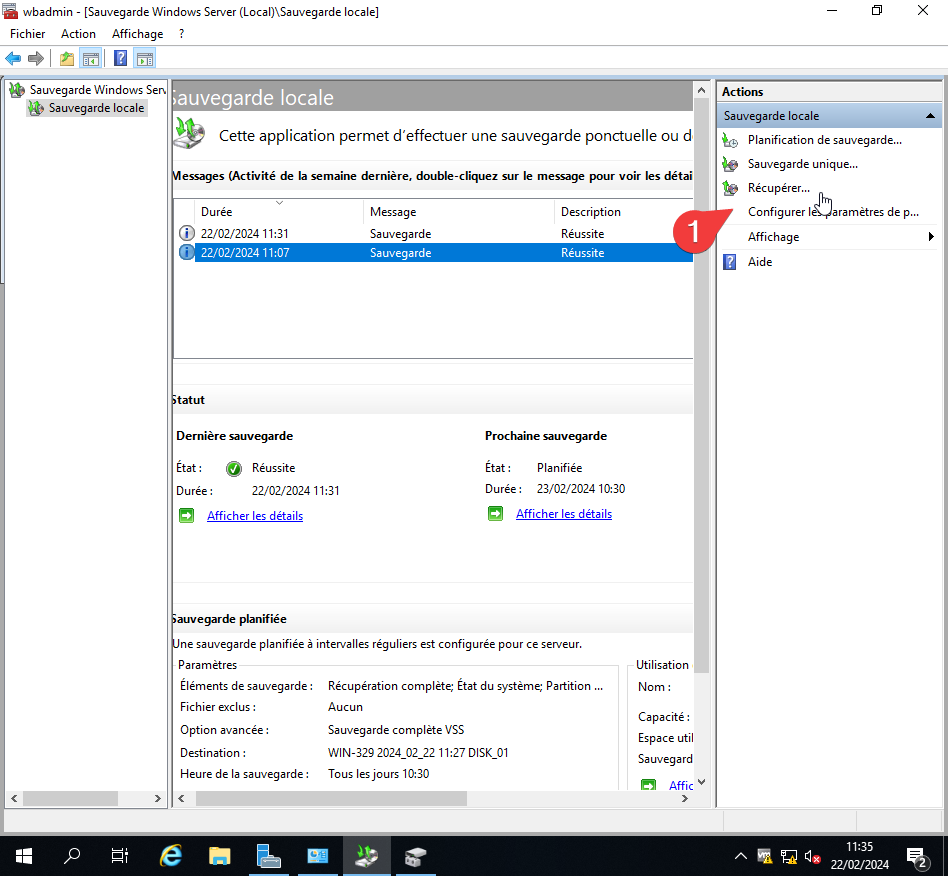 wbadmin - [Sauvegarde Windows Server (Local)\Sauvegarde locale]
Fichier Action Affichage ?
Sauvegarde Windows Serv
Sauvegarde locale
Sauvegarde locale
Cette application permet d'effectuer une sauvegarde ponctuelle ou d
Messages (Activité de la semaine dernière, double-cliquez sur le message pour voir les détai
Durée Message Description
22/02/2024 11:31 Sauvegarde Réussite
22/02/2024 11:07 Sauvegarde Réussite
Statut
Dernière sauvegarde
État : Réussite
Durée : 22/02/2024 11:31
Afficher les détails
Prochaine sauvegarde
État : Planifiée
Durée : 23/02/2024 10:30
Afficher les détails
Sauvegarde planifiée
Une sauvegarde planifiée à intervalles réguliers est configurée pour ce serveur.
Paramètres
Éléments de sauvegarde : Récupération complète; État du système; Partition ...
Fichier exclus : Aucun
Option avancée : Sauvegarde complète VSS
Destination : WIN-329 2024_02_22 11:27 DISK_01
Heure de la sauvegarde : Tous les jours 10:30
Utilisation
Nom :
Capacité :
Espace util
Sauvegard
Affic
Actions
Sauvegarde locale
Planification de sauvegarde...
Sauvegarde unique...
Récupérer...
Configurer les paramètres de p...
Affichage
Aide
1
11:35
22/02/2024
2